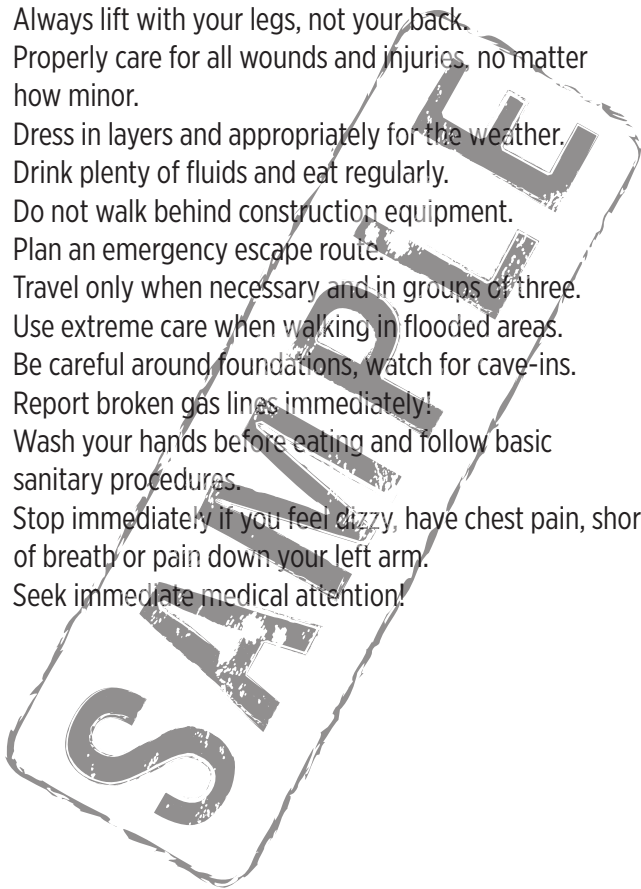 Always lift with your legs, not your back.
Properly care for all wounds and injuries, no matter
how minor.
Dress in layers and appropriately for the weather.
Drink plenty of fluids and eat regularly.
Do not walk behind construction equipment.
Plan an emergency escape route.
Travel only when necessary and in groups of three.
Use extreme care when walking in flooded areas.
Be careful around foundations, watch for cave-ins.
Report broken gas lines immediately!
Wash your hands before eating and follow basic
sanitary procedures.
Stop immediately if you feel dizzy, have chest pain, shor
of breath or pain down your left arm.
Seek immediate medical attention!
SAMPLE